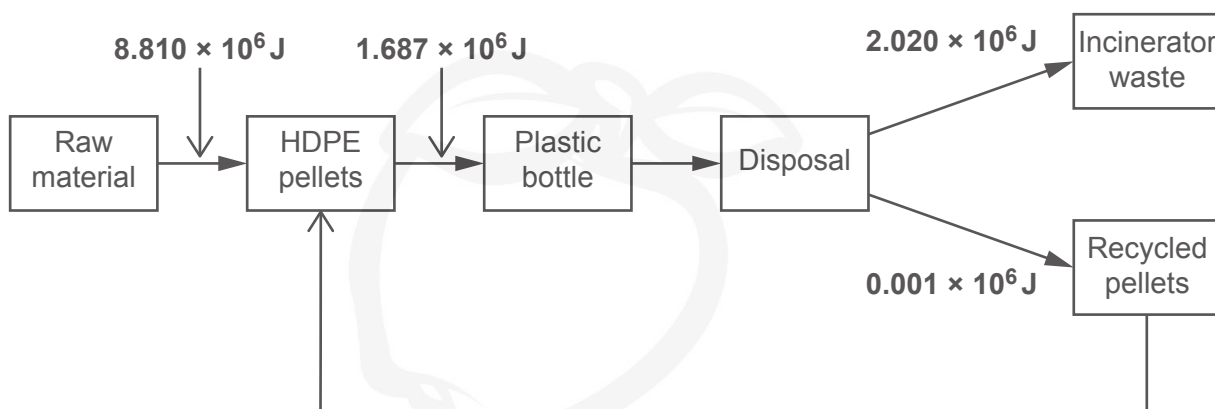 8.810 × 10⁶ J
1.687 × 10⁶ J
2.020 × 10⁶ J
Incinerator
waste
Raw
material
HDPE
pellets
Plastic
bottle
Disposal
0.001 × 10⁶ J
Recycled
pellets